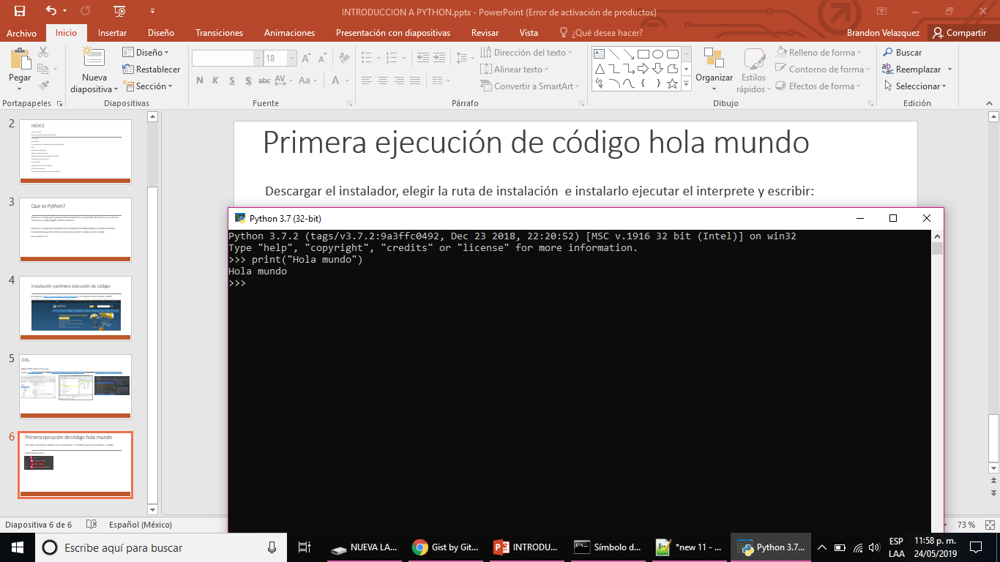 INTRODUCCION A PYTHON.pptx - PowerPoint (Error de activación de productos)
Archivo Inicio Insertar Diseño Transiciones Animaciones Presentación con diapositivas Revisar Vista ¿Qué desea hacer? Brandon Velazquez Compartir
Pegar
Nueva diapositiva
Diseño
Restablecer
Sección
18
N K S S abc AV Aa A
Dirección del texto
Alinear texto
Convertir a SmartArt
Organizar
Estilos rápidos
Relleno de forma
Contorno de forma
Efectos de forma
Buscar
Reemplazar
Seleccionar
Portapapeles Diapositivas Fuente Párrafo Dibujo Edición
2
INDICE
3
Que es Python?
4
Instalación y primera ejecución de código
5
IDEs
6
Primera ejecución de código hola mundo
Primera ejecución de código hola mundo
Descargar el instalador, elegir la ruta de instalación e instalarlo ejecutar el interprete y escribir:
Python 3.7 (32-bit)
Python 3.7.2 (tags/v3.7.2:9a3ffc0492, Dec 23 2018, 22:20:52) [MSC v.1916 32 bit (Intel)] on win32
Type "help", "copyright", "credits" or "license" for more information.
>>> print("Hola mundo")
Hola mundo
>>>
Diapositiva 6 de 6 Español (México) 73 %
Escribe aquí para buscar
NUEVA LA... Gist by Git... INTRODU... Símbolo d... *new 11 - ... Python 3.7...
ESP
LAA
11:58 p. m.
24/05/2019